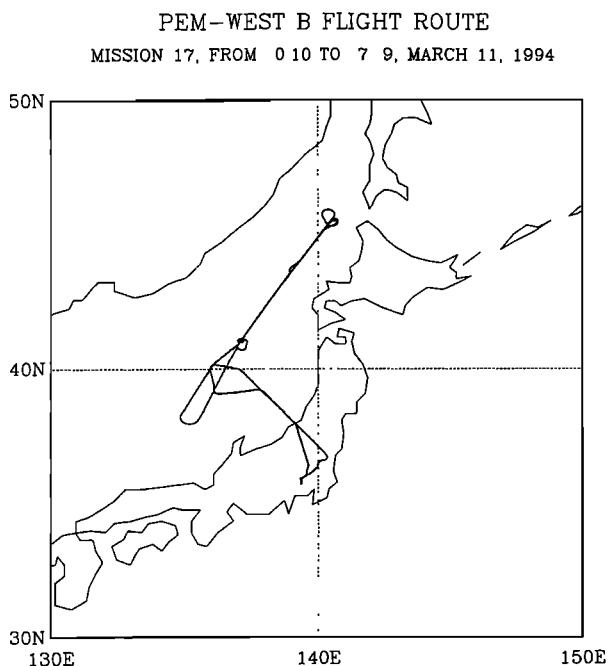 PEM-WEST B FLIGHT ROUTE
MISSION 17, FROM 0 10 TO 7 9, MARCH 11, 1994
50N
40N
30N
130E 140E 150E